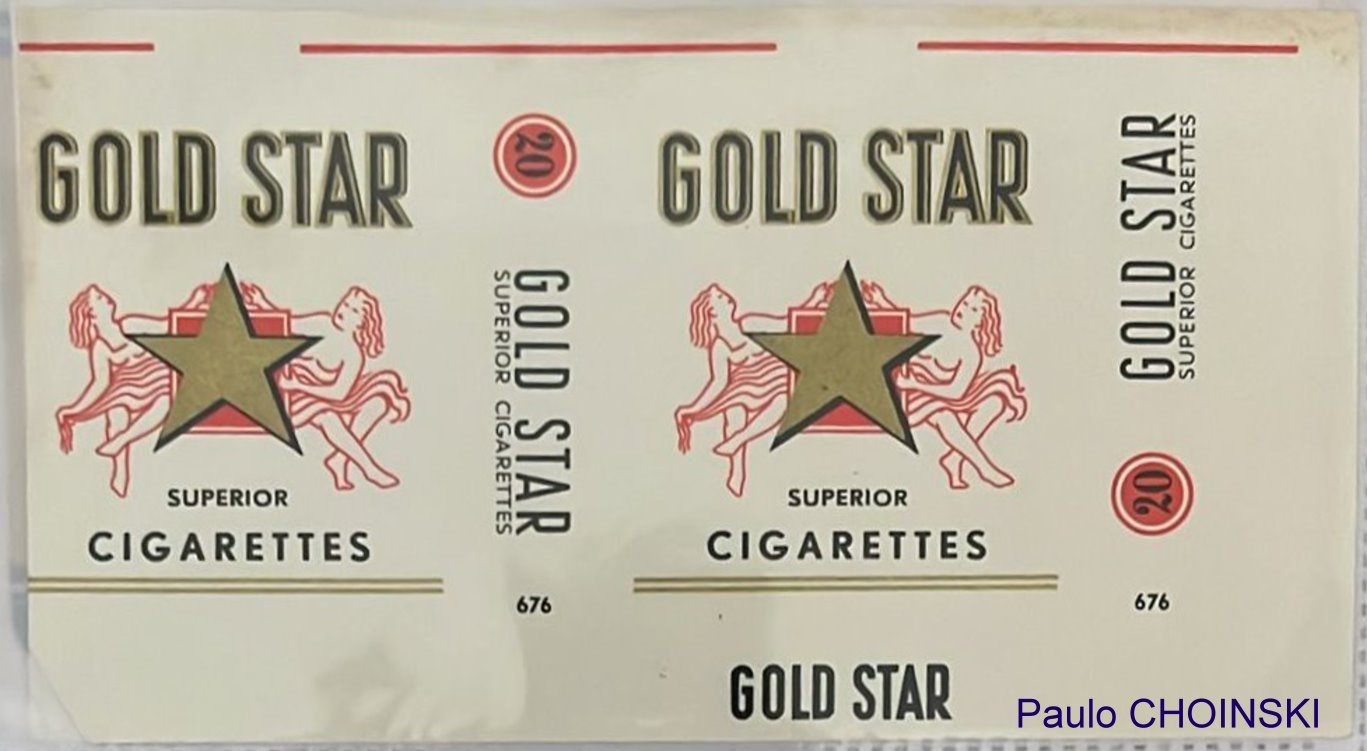 GOLD STAR
SUPERIOR
CIGARETTES
20
GOLD STAR
SUPERIOR CIGARETTES
676
GOLD STAR
SUPERIOR
CIGARETTES
GOLD STAR
GOLD STAR
SUPERIOR CIGARETTES
20
676
Paulo CHOINSKI